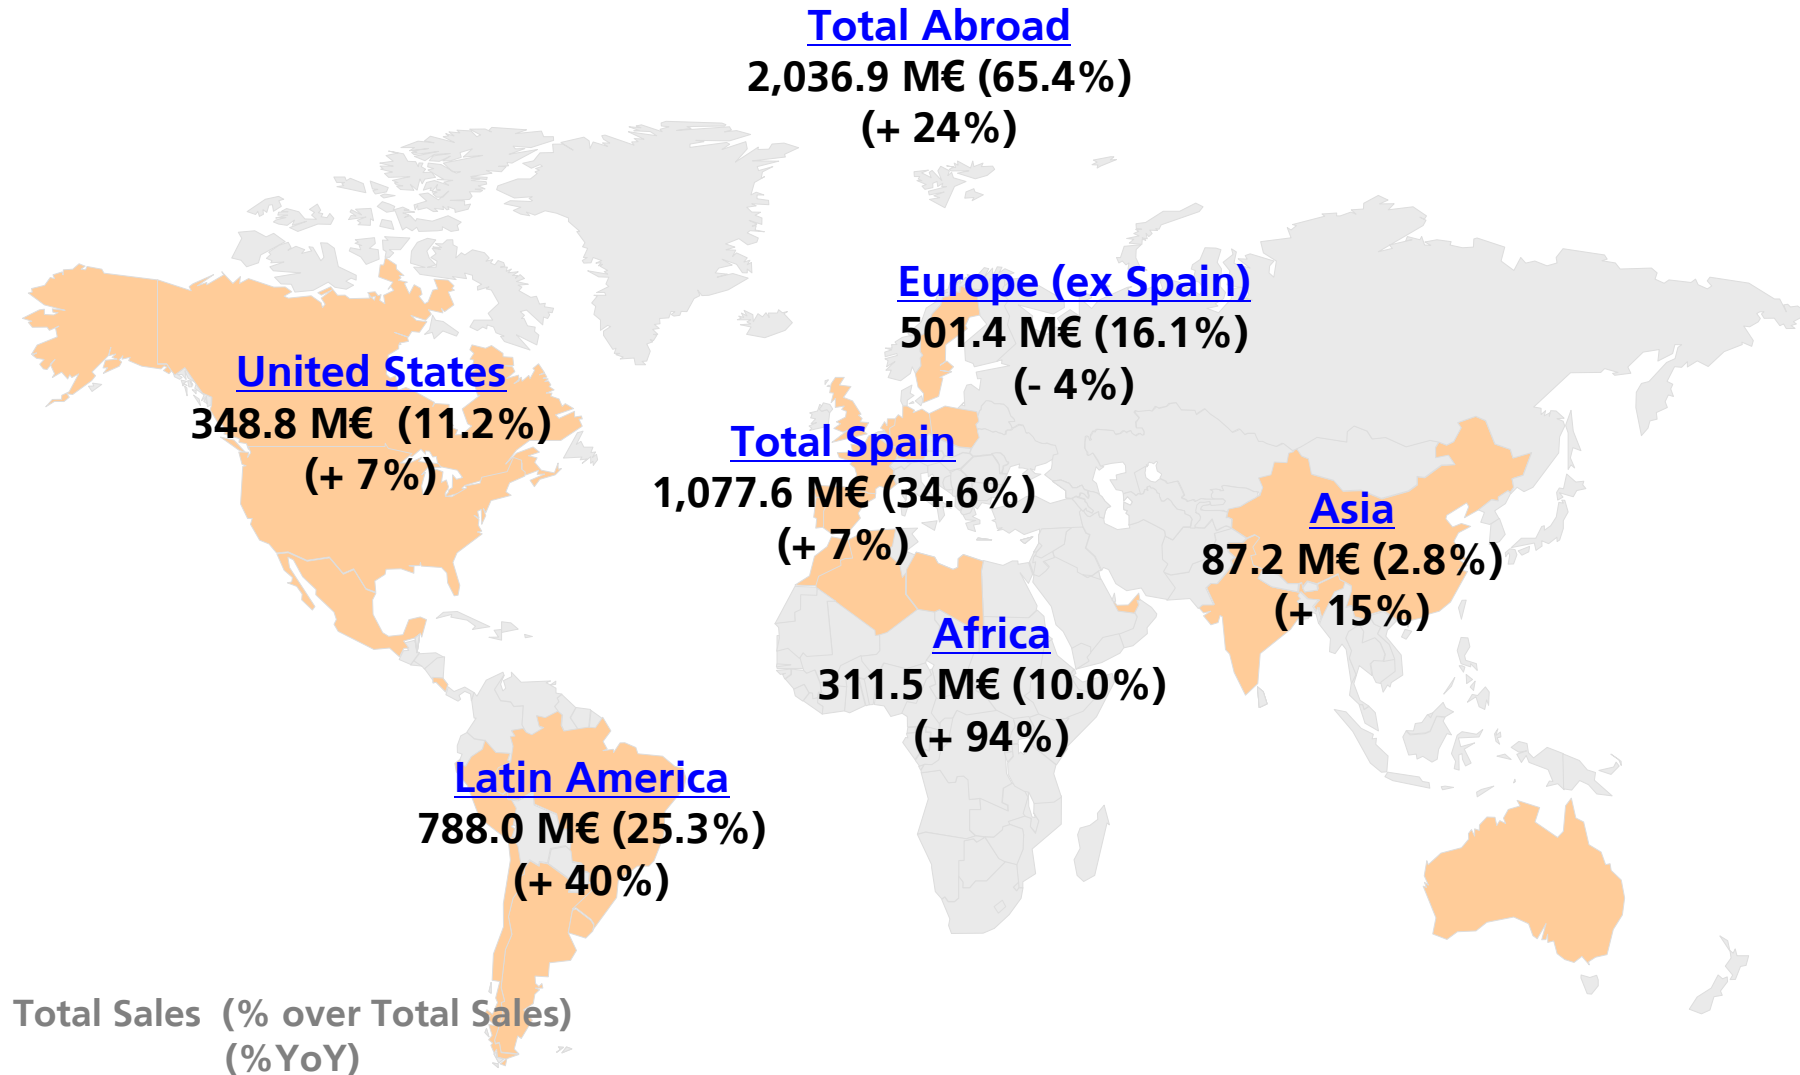 Total Abroad
2,036.9 M€ (65.4%)
(+ 24%)
Europe (ex Spain)
501.4 M€ (16.1%)
(- 4%)
United States
348.8 M€  (11.2%)
(+ 7%)
Total Spain
1,077.6 M€ (34.6%)
(+ 7%)
Asia
87.2 M€ (2.8%)
(+ 15%)
Africa
311.5 M€ (10.0%)
(+ 94%)
Latin America
788.0 M€ (25.3%)
(+ 40%)
Total Sales  (% over Total Sales)
(%YoY)